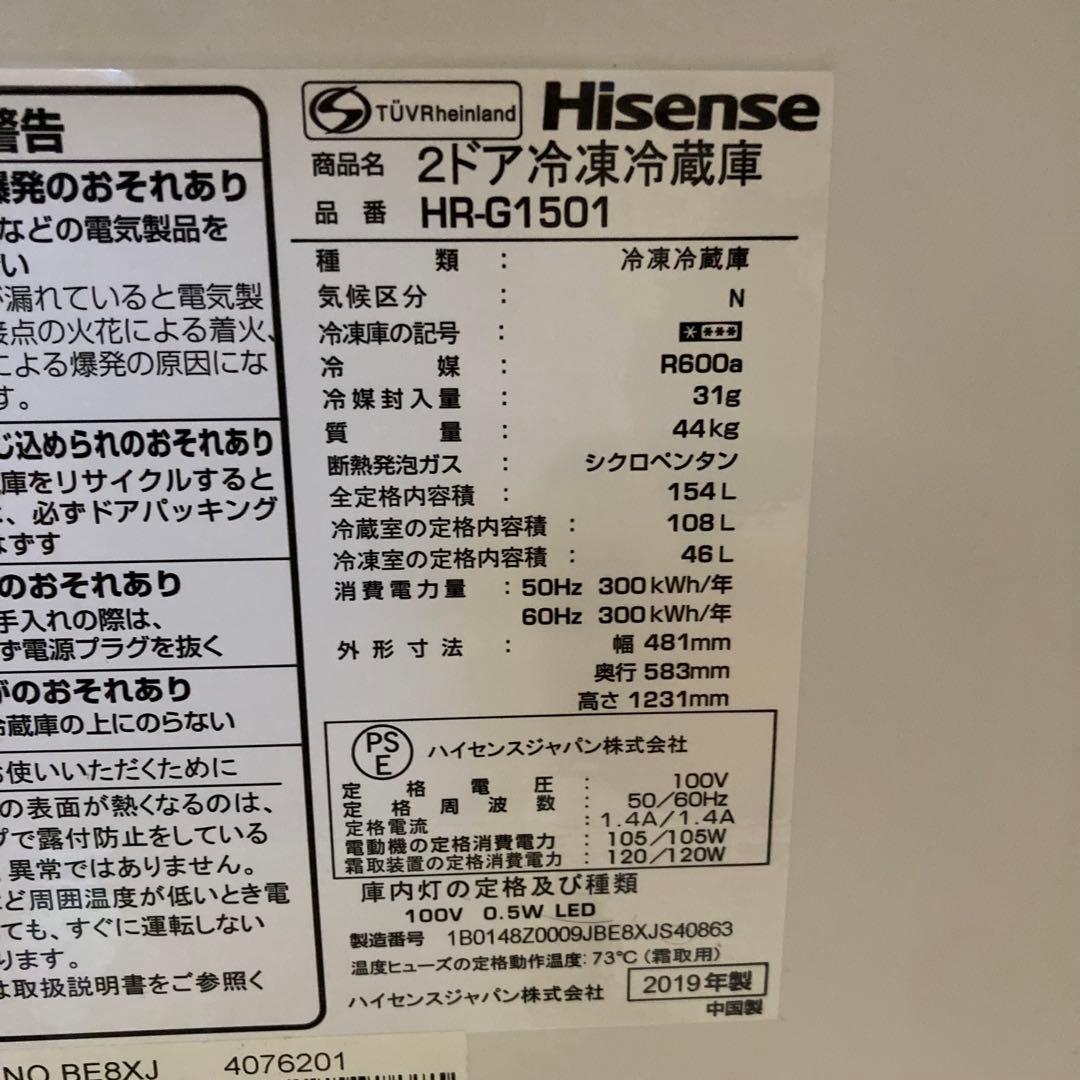 警告
爆発のおそれあり
などの電気製品を
い
が漏れていると電気製
接点の火花による着火、
による爆発の原因にな
す。
じ込められのおそれあり
庫をリサイクルすると
、必ずドアパッキング
はずす
のおそれあり
手入れの際は、
ず電源プラグを抜く
がのおそれあり
冷蔵庫の上にのらない
お使いいただくために
の表面が熱くなるのは、
プで露付防止をしている
異常ではありません。
ど周囲温度が低いとき電
ても、すぐに運転しない
ります。
は取扱説明書をご参照く
TÜVRheinland Hisense
商品名 2ドア冷凍冷蔵庫
品番 HR-G1501
種類 : 冷凍冷蔵庫
気候区分 : N
冷凍庫の記号 : ****​*
冷媒 : R600a
冷媒封入量 : 31g
質量 : 44kg
断熱発泡ガス : シクロペンタン
全定格内容積 : 154L
冷蔵室の定格内容積 : 108L
冷凍室の定格内容積 : 46L
消費電力量 : 50Hz 300kWh/年
60Hz 300kWh/年
外形寸法 : 幅 481mm
奥行 583mm
高さ 1231mm
PSE ハイセンスジャパン株式会社
定格電圧 : 100V
定格周波数 : 50/60Hz
定格電流 : 1.4A/1.4A
電動機の定格消費電力 : 105/105W
霜取装置の定格消費電力 : 120/120W
庫内灯の定格及び種類
100V 0.5W LED
製造番号 1B0148Z0009JBE8XJS40863
温度ヒューズの定格動作温度:73℃(霜取用)
ハイセンスジャパン株式会社 2019年製
中国製
NO BE8XJ 4076201